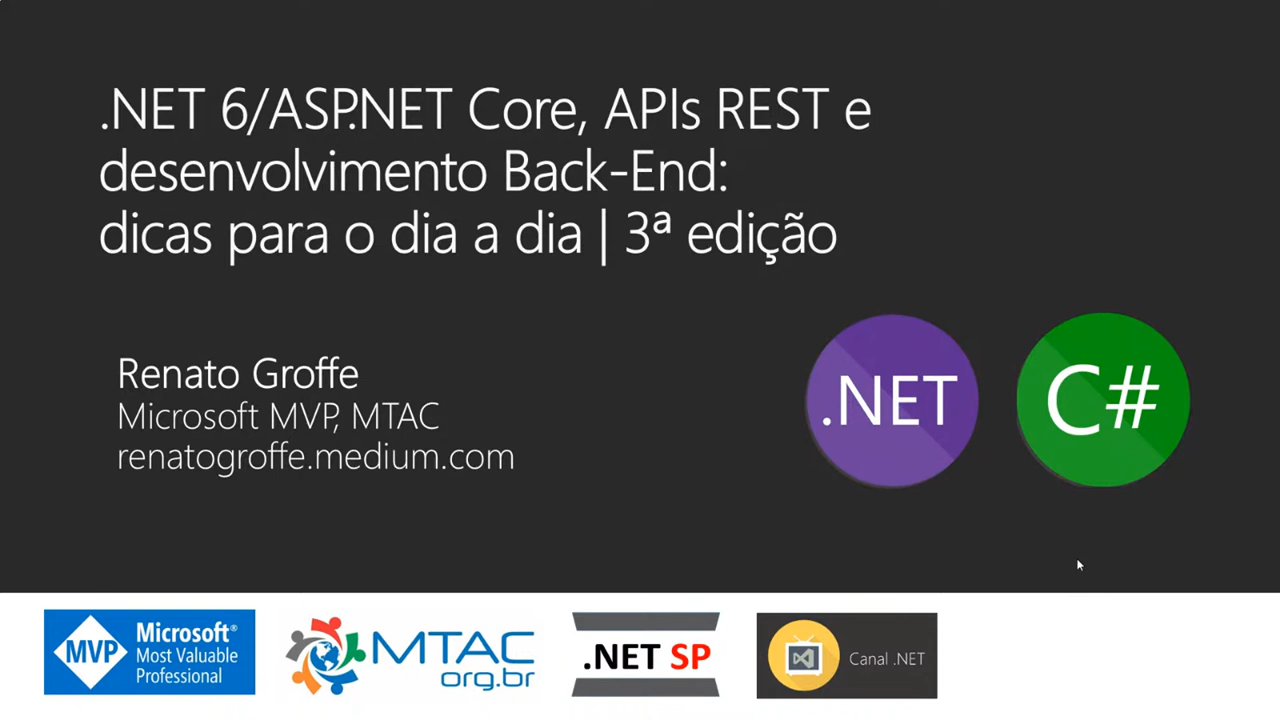 .NET 6/ASP.NET Core, APIs REST e
desenvolvimento Back-End:
dicas para o dia a dia | 3ª edição
Renato Groffe
Microsoft MVP, MTAC
renatogroffe.medium.com
.NET
C#
MVP
Microsoft®
Most Valuable
Professional
MTAC
org.br
.NET SP
Canal .NET